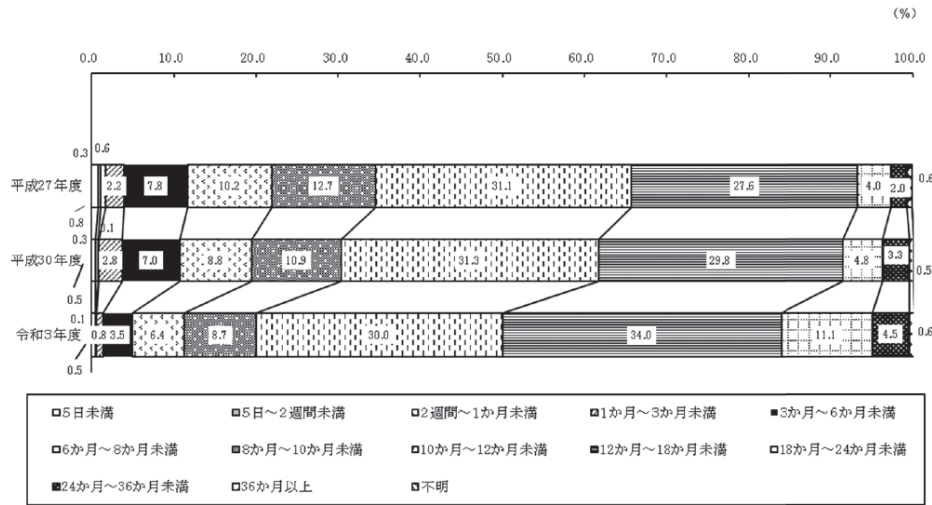 (%)
0.0 10.0 20.0 30.0 40.0 50.0 60.0 70.0 80.0 90.0 100.0
0.3 0.6
平成27年度 2.2 7.8 10.2 12.7 31.1 27.6 4.0 2.0 0.6
0.8 0.1
0.3
平成30年度 2.8 7.0 8.8 10.9 31.3 29.8 4.8 3.3 0.5
0.5
0.1
令和3年度 0.8 3.5 6.4 8.7 30.0 34.0 11.1 4.5 0.6
0.5
5日未満 5日～2週間未満 2週間～1か月未満 1か月～3か月未満 3か月～6か月未満
6か月～8か月未満 8か月～10か月未満 10か月～12か月未満 12か月～18か月未満 18か月～24か月未満
24か月～36か月未満 36か月以上 不明